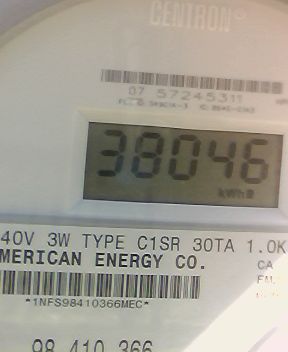 CENTRON®
07 57245311
38046
kWh
40V 3W TYPE C1SR 30TA 1.0K
MERICAN ENERGY CO.
CA
*1NFS98410366MEC*
98 410 366